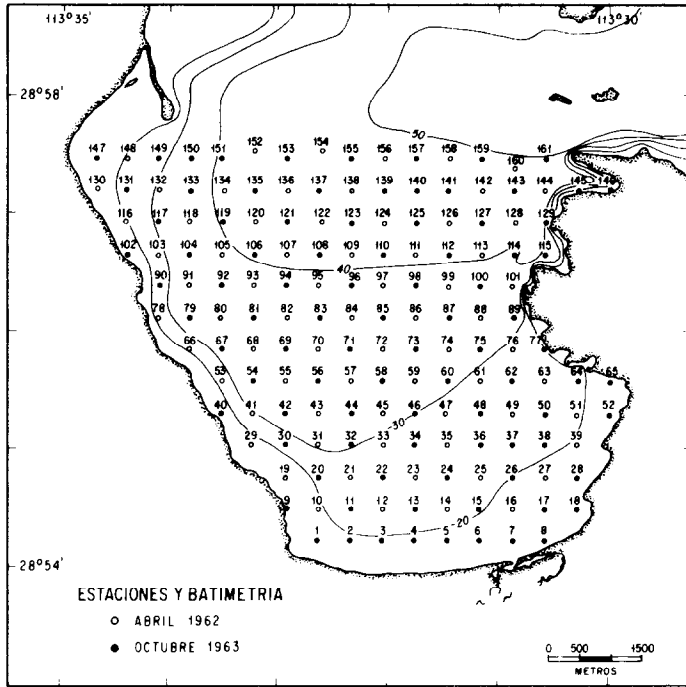 113° 35' 113° 30'
28° 58'
50
152 154
147 148 149 150 151 153 155 156 157 158 159 161
160
130 131 132 133 134 135 136 137 138 139 140 141 142 143 144 145 146
116 117 118 119 120 121 122 123 124 125 126 127 128 129
102 103 104 105 106 107 108 109 110 111 112 113 114 115
40
90 91 92 93 94 95 96 97 98 99 100 101
78 79 80 81 82 83 84 85 86 87 88 89
66 67 68 69 70 71 72 73 74 75 76 77
53 54 55 56 57 58 59 60 61 62 63 64 65
40 41 42 43 44 45 46 47 48 49 50 51 52
-30
29 30 31 32 33 34 35 36 37 38 39
19 20 21 22 23 24 25 26 27 28
9 10 11 12 13 14 15 16 17 18
-20
1 2 3 4 5 6 7 8
28° 54'
ESTACIONES Y BATIMETRIA
ABRIL 1962
OCTUBRE 1963
0 500 1500
METROS